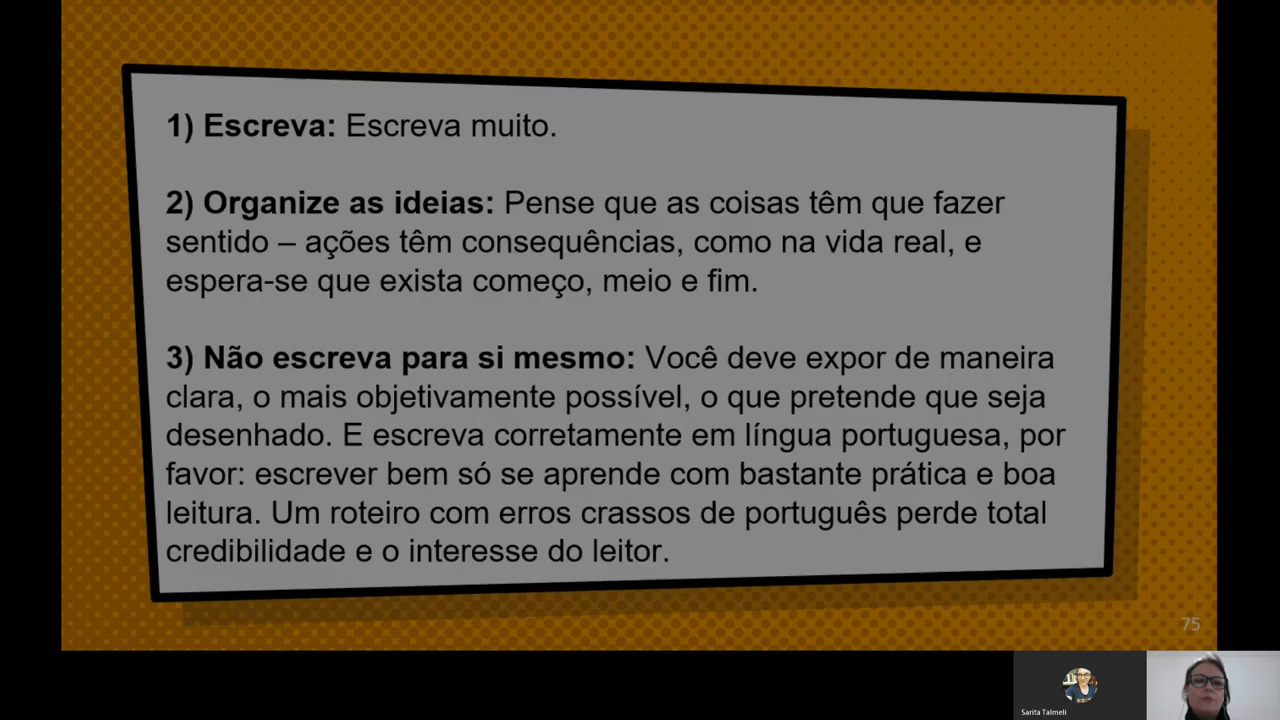 1) Escreva: Escreva muito.
2) Organize as ideias: Pense que as coisas têm que fazer
sentido – ações têm consequências, como na vida real, e
espera-se que exista começo, meio e fim.
3) Não escreva para si mesmo: Você deve expor de maneira
clara, o mais objetivamente possível, o que pretende que seja
desenhado. E escreva corretamente em língua portuguesa, por
favor: escrever bem só se aprende com bastante prática e boa
leitura. Um roteiro com erros crassos de português perde total
credibilidade e o interesse do leitor.
75
Sarita Talmeli